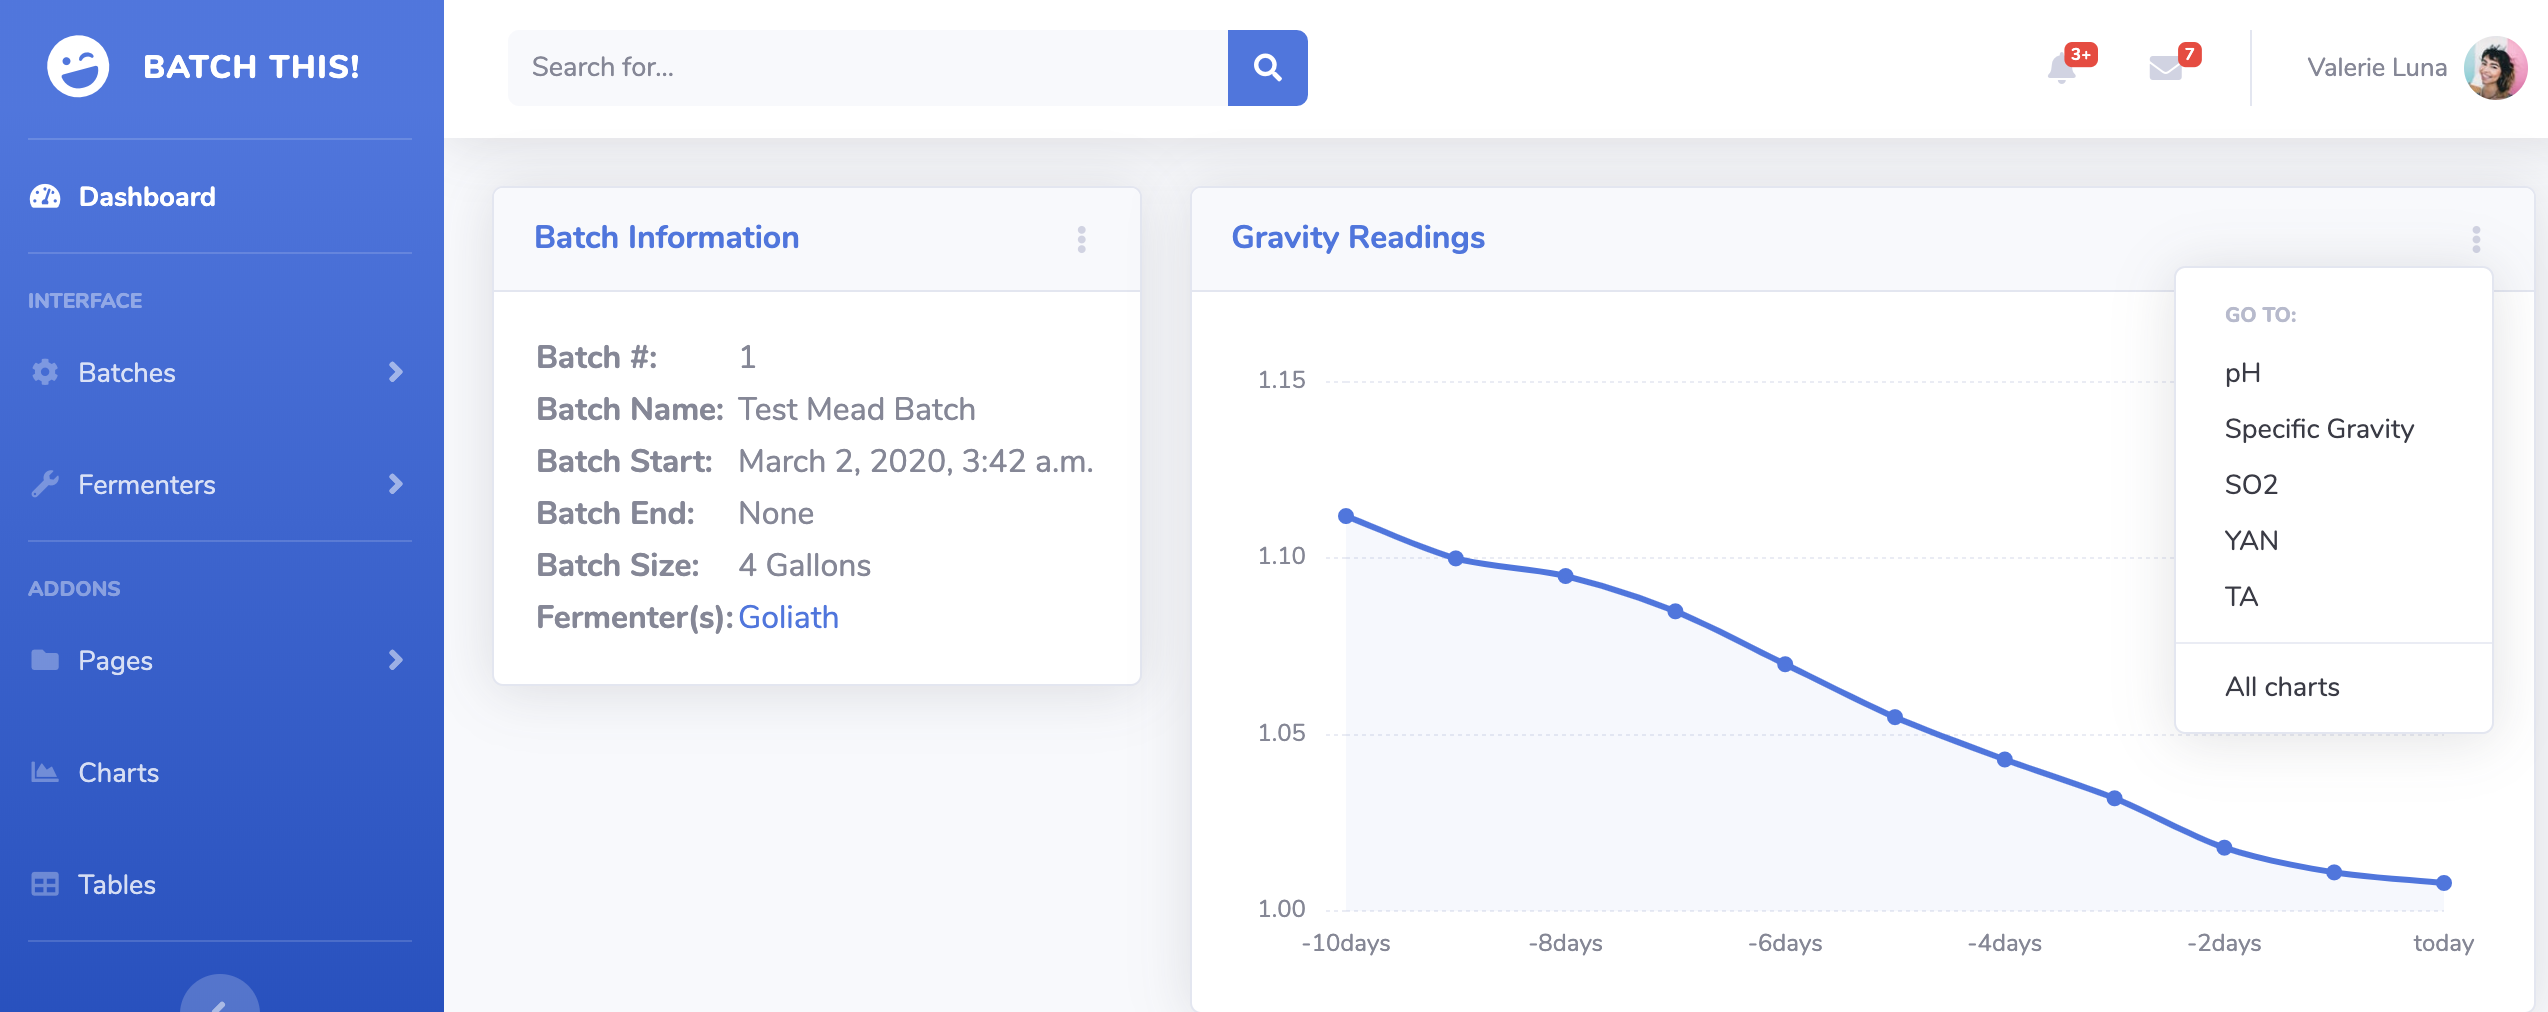 BATCH THIS!
Dashboard
INTERFACE
Batches
Fermenters
ADDONS
Pages
Charts
Tables
Search for...
3+
7
Valerie Luna
Batch Information
Batch #: 1
Batch Name: Test Mead Batch
Batch Start: March 2, 2020, 3:42 a.m.
Batch End: None
Batch Size: 4 Gallons
Fermenter(s): Goliath
Gravity Readings
GO TO:
pH
Specific Gravity
SO2
YAN
TA
All charts
1.15
1.10
1.05
1.00
-10days -8days -6days -4days -2days today